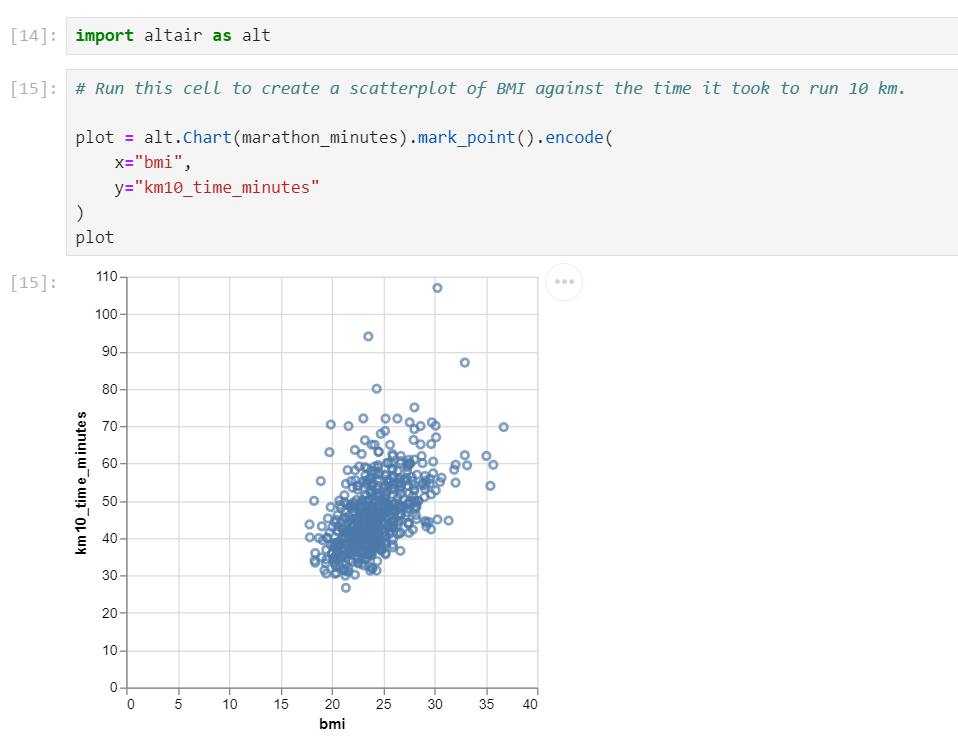 [14]: import altair as alt
[15]: # Run this cell to create a scatterplot of BMI against the time it took to run 10 km.
plot = alt.Chart(marathon_minutes).mark_point().encode(
    x="bmi",
    y="km10_time_minutes"
)
plot
[15]:
110
100
90
80
70
60
50
40
30
20
10
0
km10_time_minutes
0 5 10 15 20 25 30 35 40
bmi